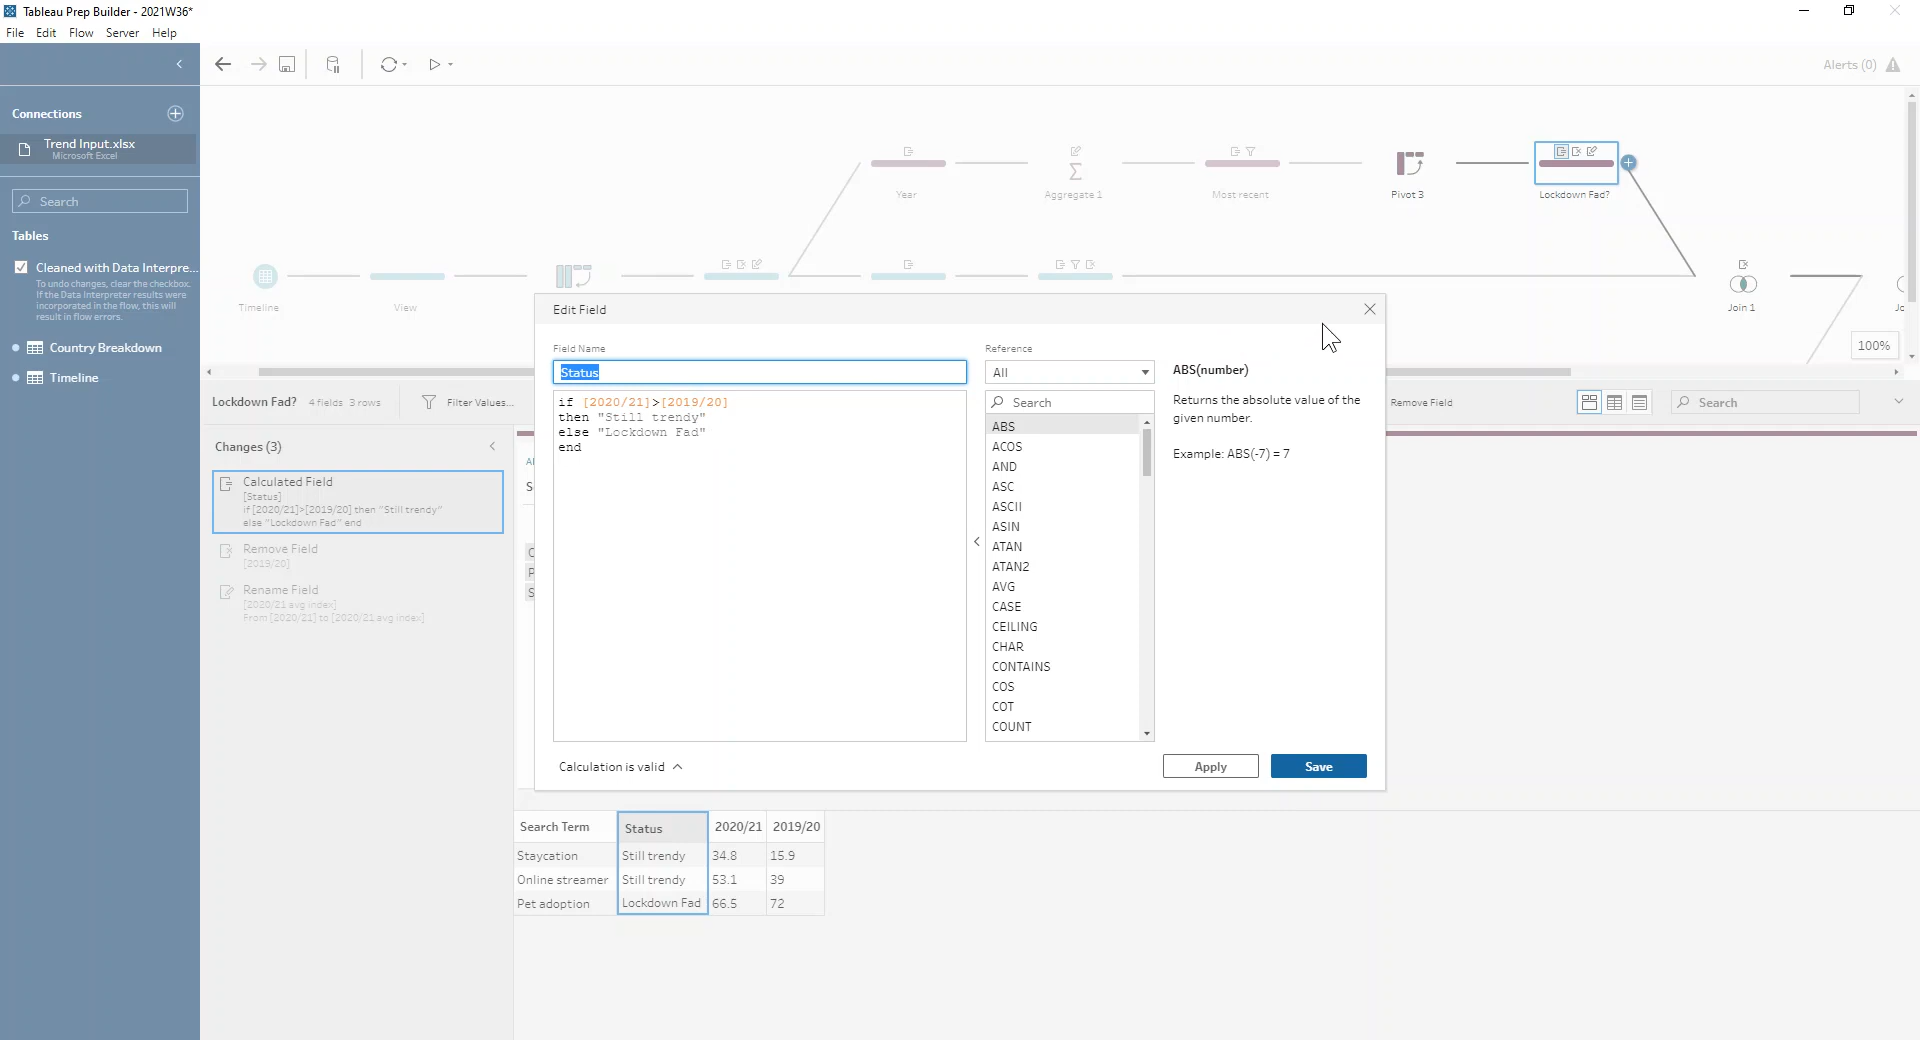 Tableau Prep Builder - 2021W36*
File Edit Flow Server Help
Alerts (0)
Connections
Trend Input.xlsx
Microsoft Excel
Search
Tables
Cleaned with Data Interpre...
To undo changes, clear the checkbox.
If the Data Interpreter results were
incorporated in the flow, this will
result in flow errors.
Country Breakdown
Timeline
Year
Aggregate 1
Most recent
Pivot 3
Lockdown Fad?
Timeline
View
Join 1
Jo
100%
Lockdown Fad? 4 fields 3 rows
Filter Values...
Remove Field
Search
Changes (3)
Calculated Field
[Status]
if [2020/21]>[2019/20] then "Still trendy"
else "Lockdown Fad" end
Remove Field
[2019/20]
Rename Field
[2020/21 avg index]
From [2020/21] to [2020/21 avg index]
Edit Field
Field Name
Status
if [2020/21]>[2019/20]
then "Still trendy"
else "Lockdown Fad"
end
Calculation is valid
Reference
All
Search
ABS
ACOS
AND
ASC
ASCII
ASIN
ATAN
ATAN2
AVG
CASE
CEILING
CHAR
CONTAINS
COS
COT
COUNT
ABS(number)
Returns the absolute value of the
given number.
Example: ABS(-7) = 7
Apply
Save
Search Term Status 2020/21 2019/20
Staycation Still trendy 34.8 15.9
Online streamer Still trendy 53.1 39
Pet adoption Lockdown Fad 66.5 72